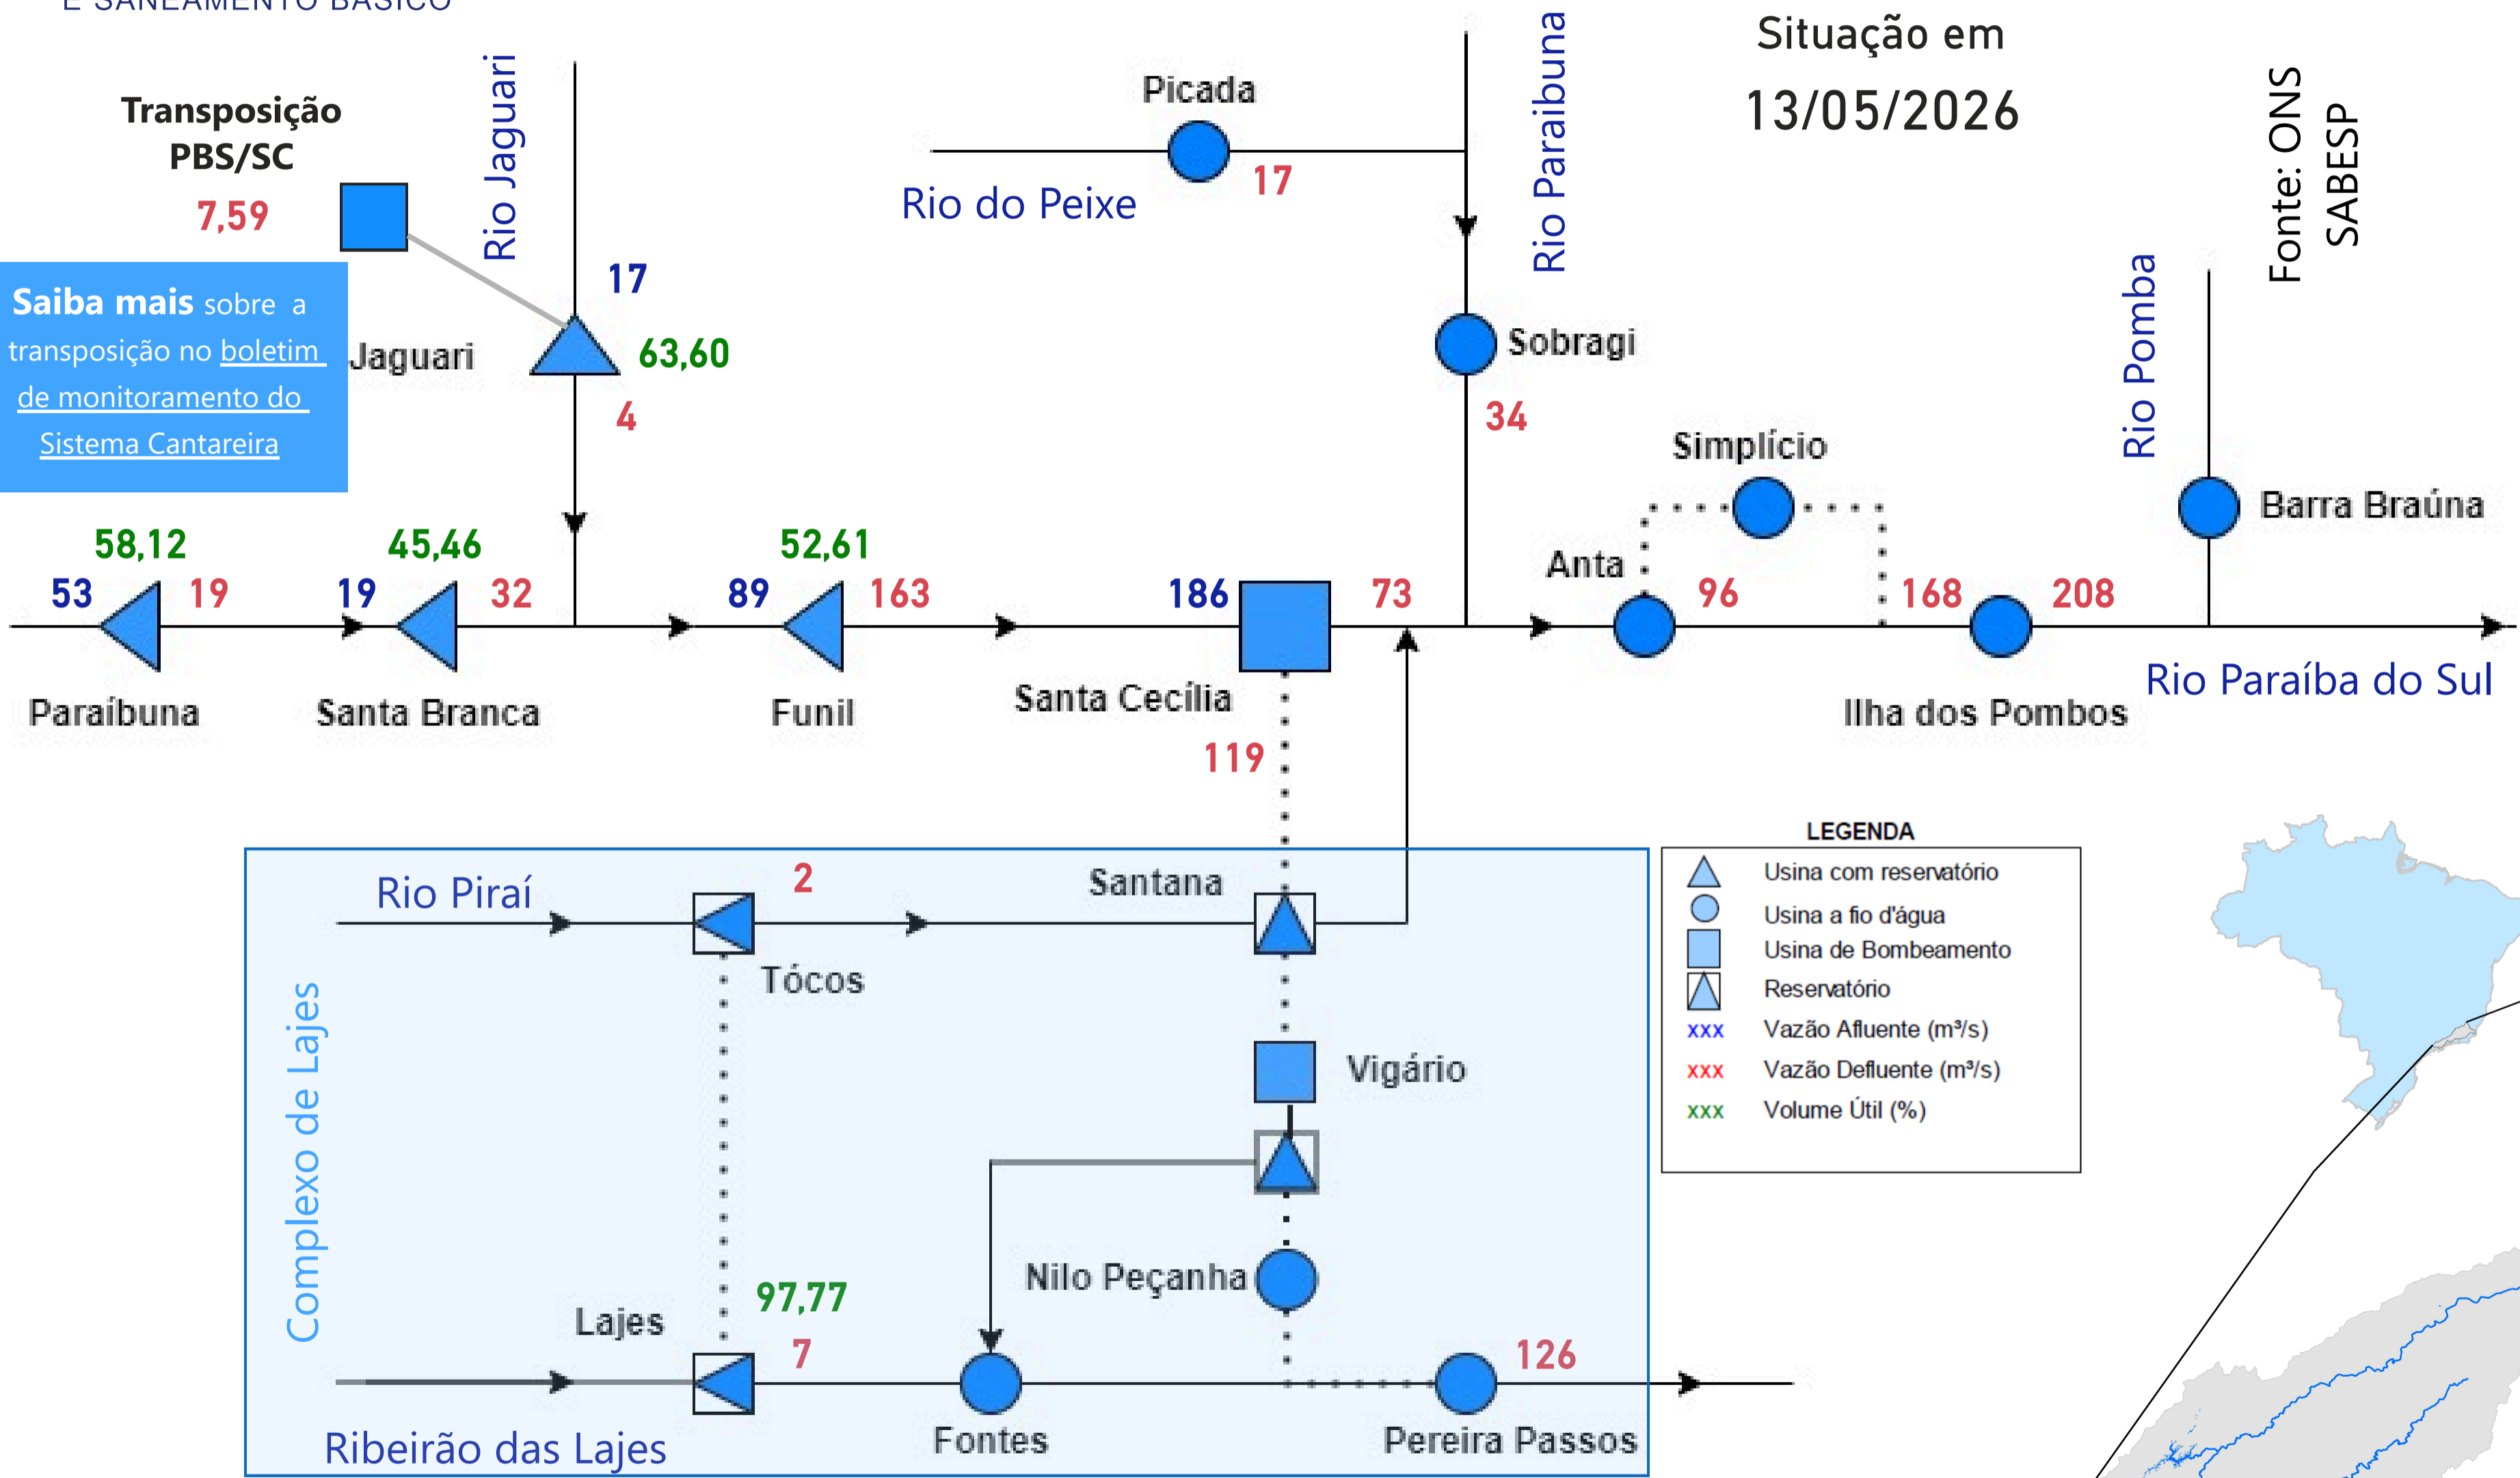 E SANEAMENTO BÁSICO
Situação em
13/05/2026
Fonte: ONS
SABESP
Transposição
PBS/SC
7,59
Rio Jaguari
17
Jaguari
63,60
4
Saiba mais sobre a
transposição no boletim
de monitoramento do
Sistema Cantareira
Picada
17
Rio do Peixe
Rio Paraibuna
Sobragi
34
Simplício
Rio Pomba
Barra Braúna
58,12
53
19
Paraíbuna
45,46
19
32
Santa Branca
52,61
89
163
Funil
186
73
Santa Cecília
119
Anta
96
168
208
Ilha dos Pombos
Rio Paraíba do Sul
Complexo de Lajes
Rio Piraí
2
Tócos
Santana
Vigário
Nilo Peçanha
Lajes
97,77
7
Fontes
126
Pereira Passos
Ribeirão das Lajes
LEGENDA
Usina com reservatório
Usina a fio d'água
Usina de Bombeamento
Reservatório
xxx Vazão Afluente (m³/s)
xxx Vazão Defluente (m³/s)
xxx Volume Útil (%)